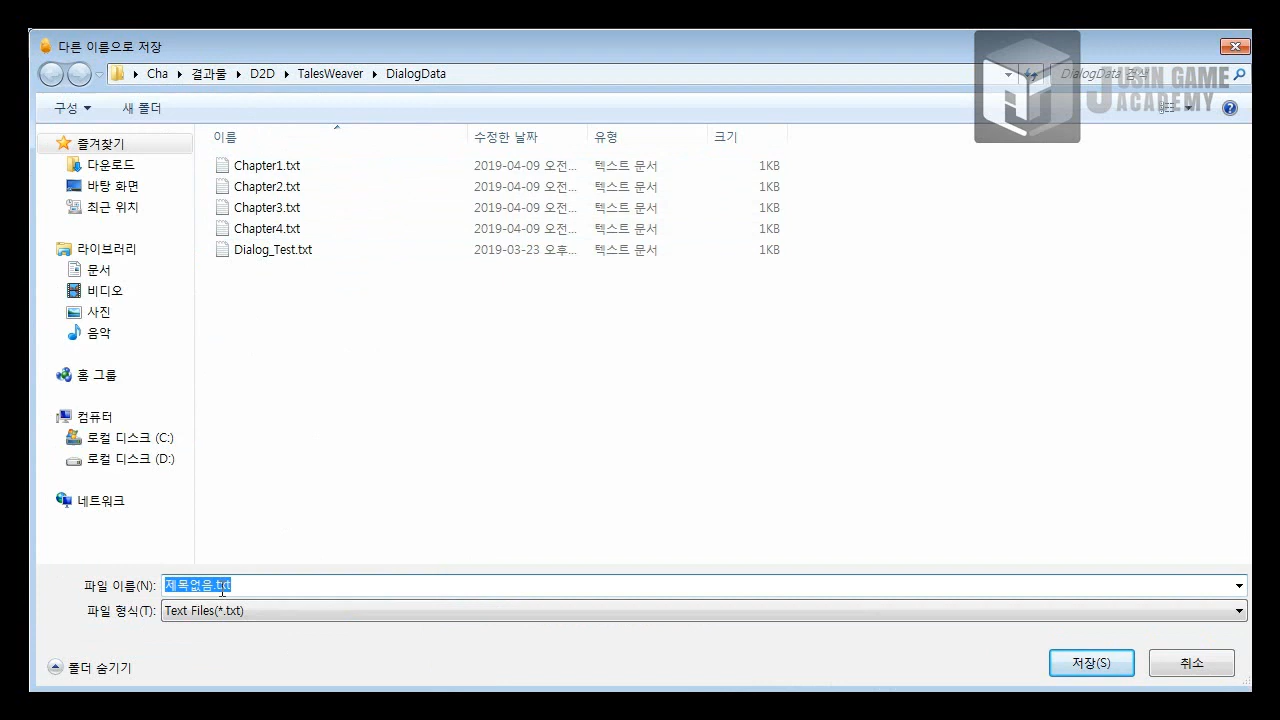 다른 이름으로 저장
Cha 결과물 D2D TalesWeaver DialogData
DialogData 검색
JUSIN GAME
ACADEMY
구성 새 폴더
이름 수정한 날짜 유형 크기
즐겨찾기
다운로드
바탕 화면
최근 위치
라이브러리
문서
비디오
사진
음악
홈 그룹
컴퓨터
로컬 디스크 (C:)
로컬 디스크 (D:)
네트워크
Chapter1.txt 2019-04-09 오전... 텍스트 문서 1KB
Chapter2.txt 2019-04-09 오전... 텍스트 문서 1KB
Chapter3.txt 2019-04-09 오전... 텍스트 문서 1KB
Chapter4.txt 2019-04-09 오전... 텍스트 문서 1KB
Dialog_Test.txt 2019-03-23 오후... 텍스트 문서 1KB
파일 이름(N): 제목없음.txt
파일 형식(T): Text Files(*.txt)
폴더 숨기기 저장(S) 취소